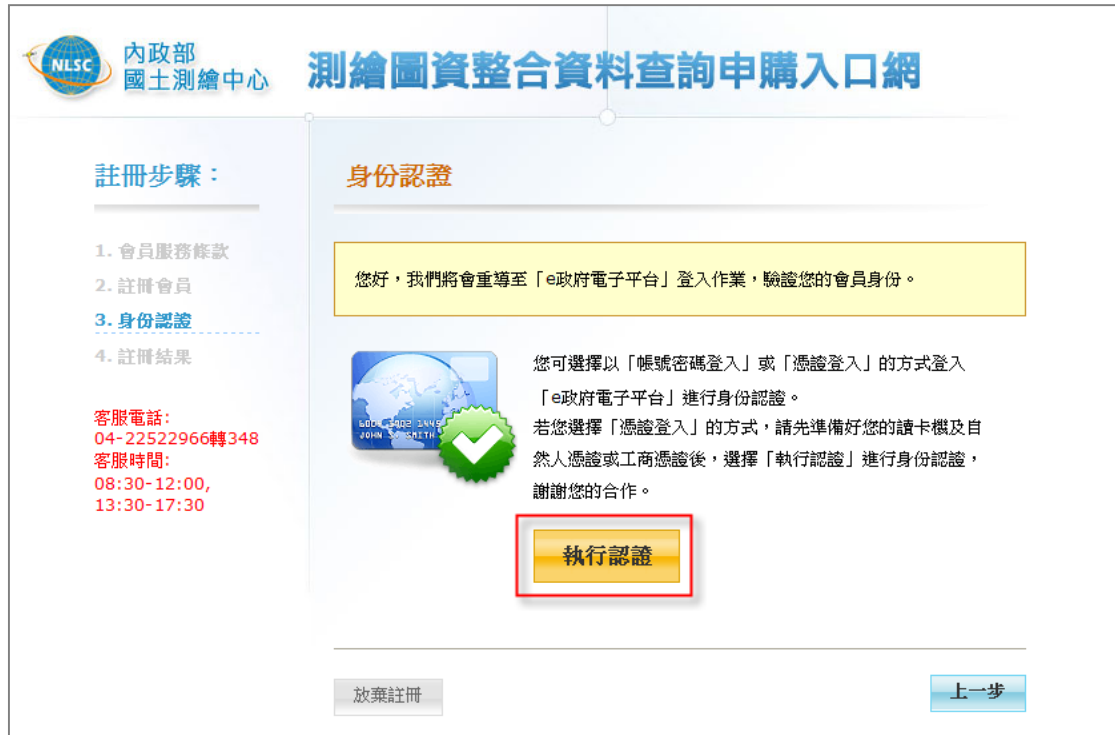 NLSC
內政部
國土測繪中心
測繪圖資整合資料查詢申購入口網
註冊步驟：
1. 會員服務條款
2. 註冊會員
3. 身份認證
4. 註冊結果
客服電話:
04-22522966轉348
客服時間:
08:30-12:00,
13:30-17:30
身份認證
您好，我們將會重導至「e政府電子平台」登入作業，驗證您的會員身份。
您可選擇以「帳號密碼登入」或「憑證登入」的方式登入
「e政府電子平台」進行身份認證。
若您選擇「憑證登入」的方式，請先準備好您的讀卡機及自
然人憑證或工商憑證後，選擇「執行認證」進行身份認證，
謝謝您的合作。
執行認證
放棄註冊
上一步